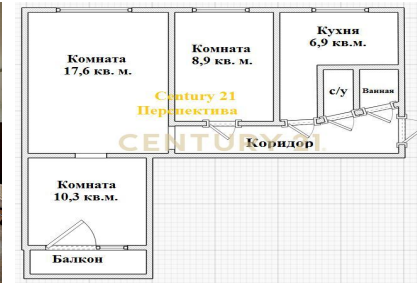 Кухня
6,9 кв.м.
Комната
17,6 кв. м.
Комната
8,9 кв. м.
с/у
Ванная
Century 21
Перспектива
CENTURY 21.
Коридор
Комната
10,3 кв.м.
Балкон